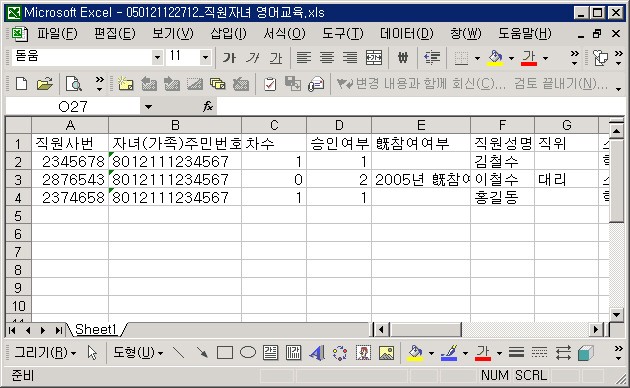 Microsoft Excel - 050121122712_직원자녀 영어교육.xls
파일(F) 편집(E) 보기(V) 삽입(I) 서식(O) 도구(T) 데이터(D) 창(W) 도움말(H)
돋움 11 가 가 가 가
변경 내용과 함께 회신(C)... 검토 끝내기(N)...
O27 fx
A B C D E F G
1 직원사번 자녀(가족)주민번호 차수 승인여부 旣참여여부 직원성명 직위
2 2345678 8012111234567 1 1 김철수
3 2876543 8012111234567 0 2 2005년 旣참여 이철수 대리
4 2374658 8012111234567 1 1 홍길동
5
6
7
8
9
10
11
Sheet1
그리기(R) 도형(U) 가
준비 NUM SCRL